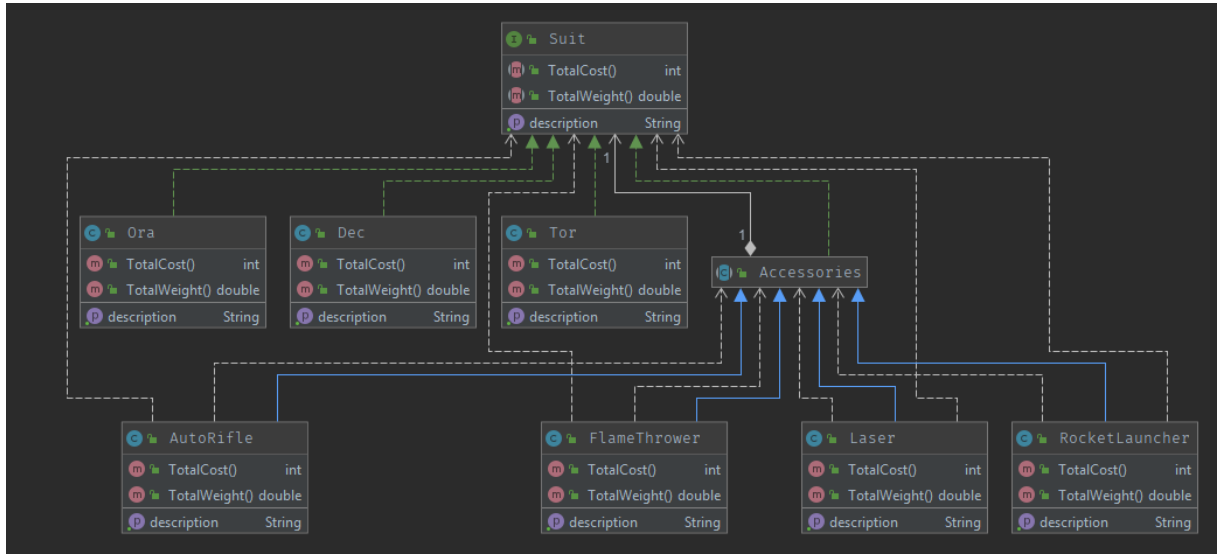 Suit
TotalCost() int
TotalWeight() double
description String
1
1
Ora
TotalCost() int
TotalWeight() double
description String
Dec
TotalCost() int
TotalWeight() double
description String
Tor
TotalCost() int
TotalWeight() double
description String
Accessories
AutoRifle
TotalCost() int
TotalWeight() double
description String
FlameThrower
TotalCost() int
TotalWeight() double
description String
Laser
TotalCost() int
TotalWeight() double
description String
RocketLauncher
TotalCost() int
TotalWeight() double
description String